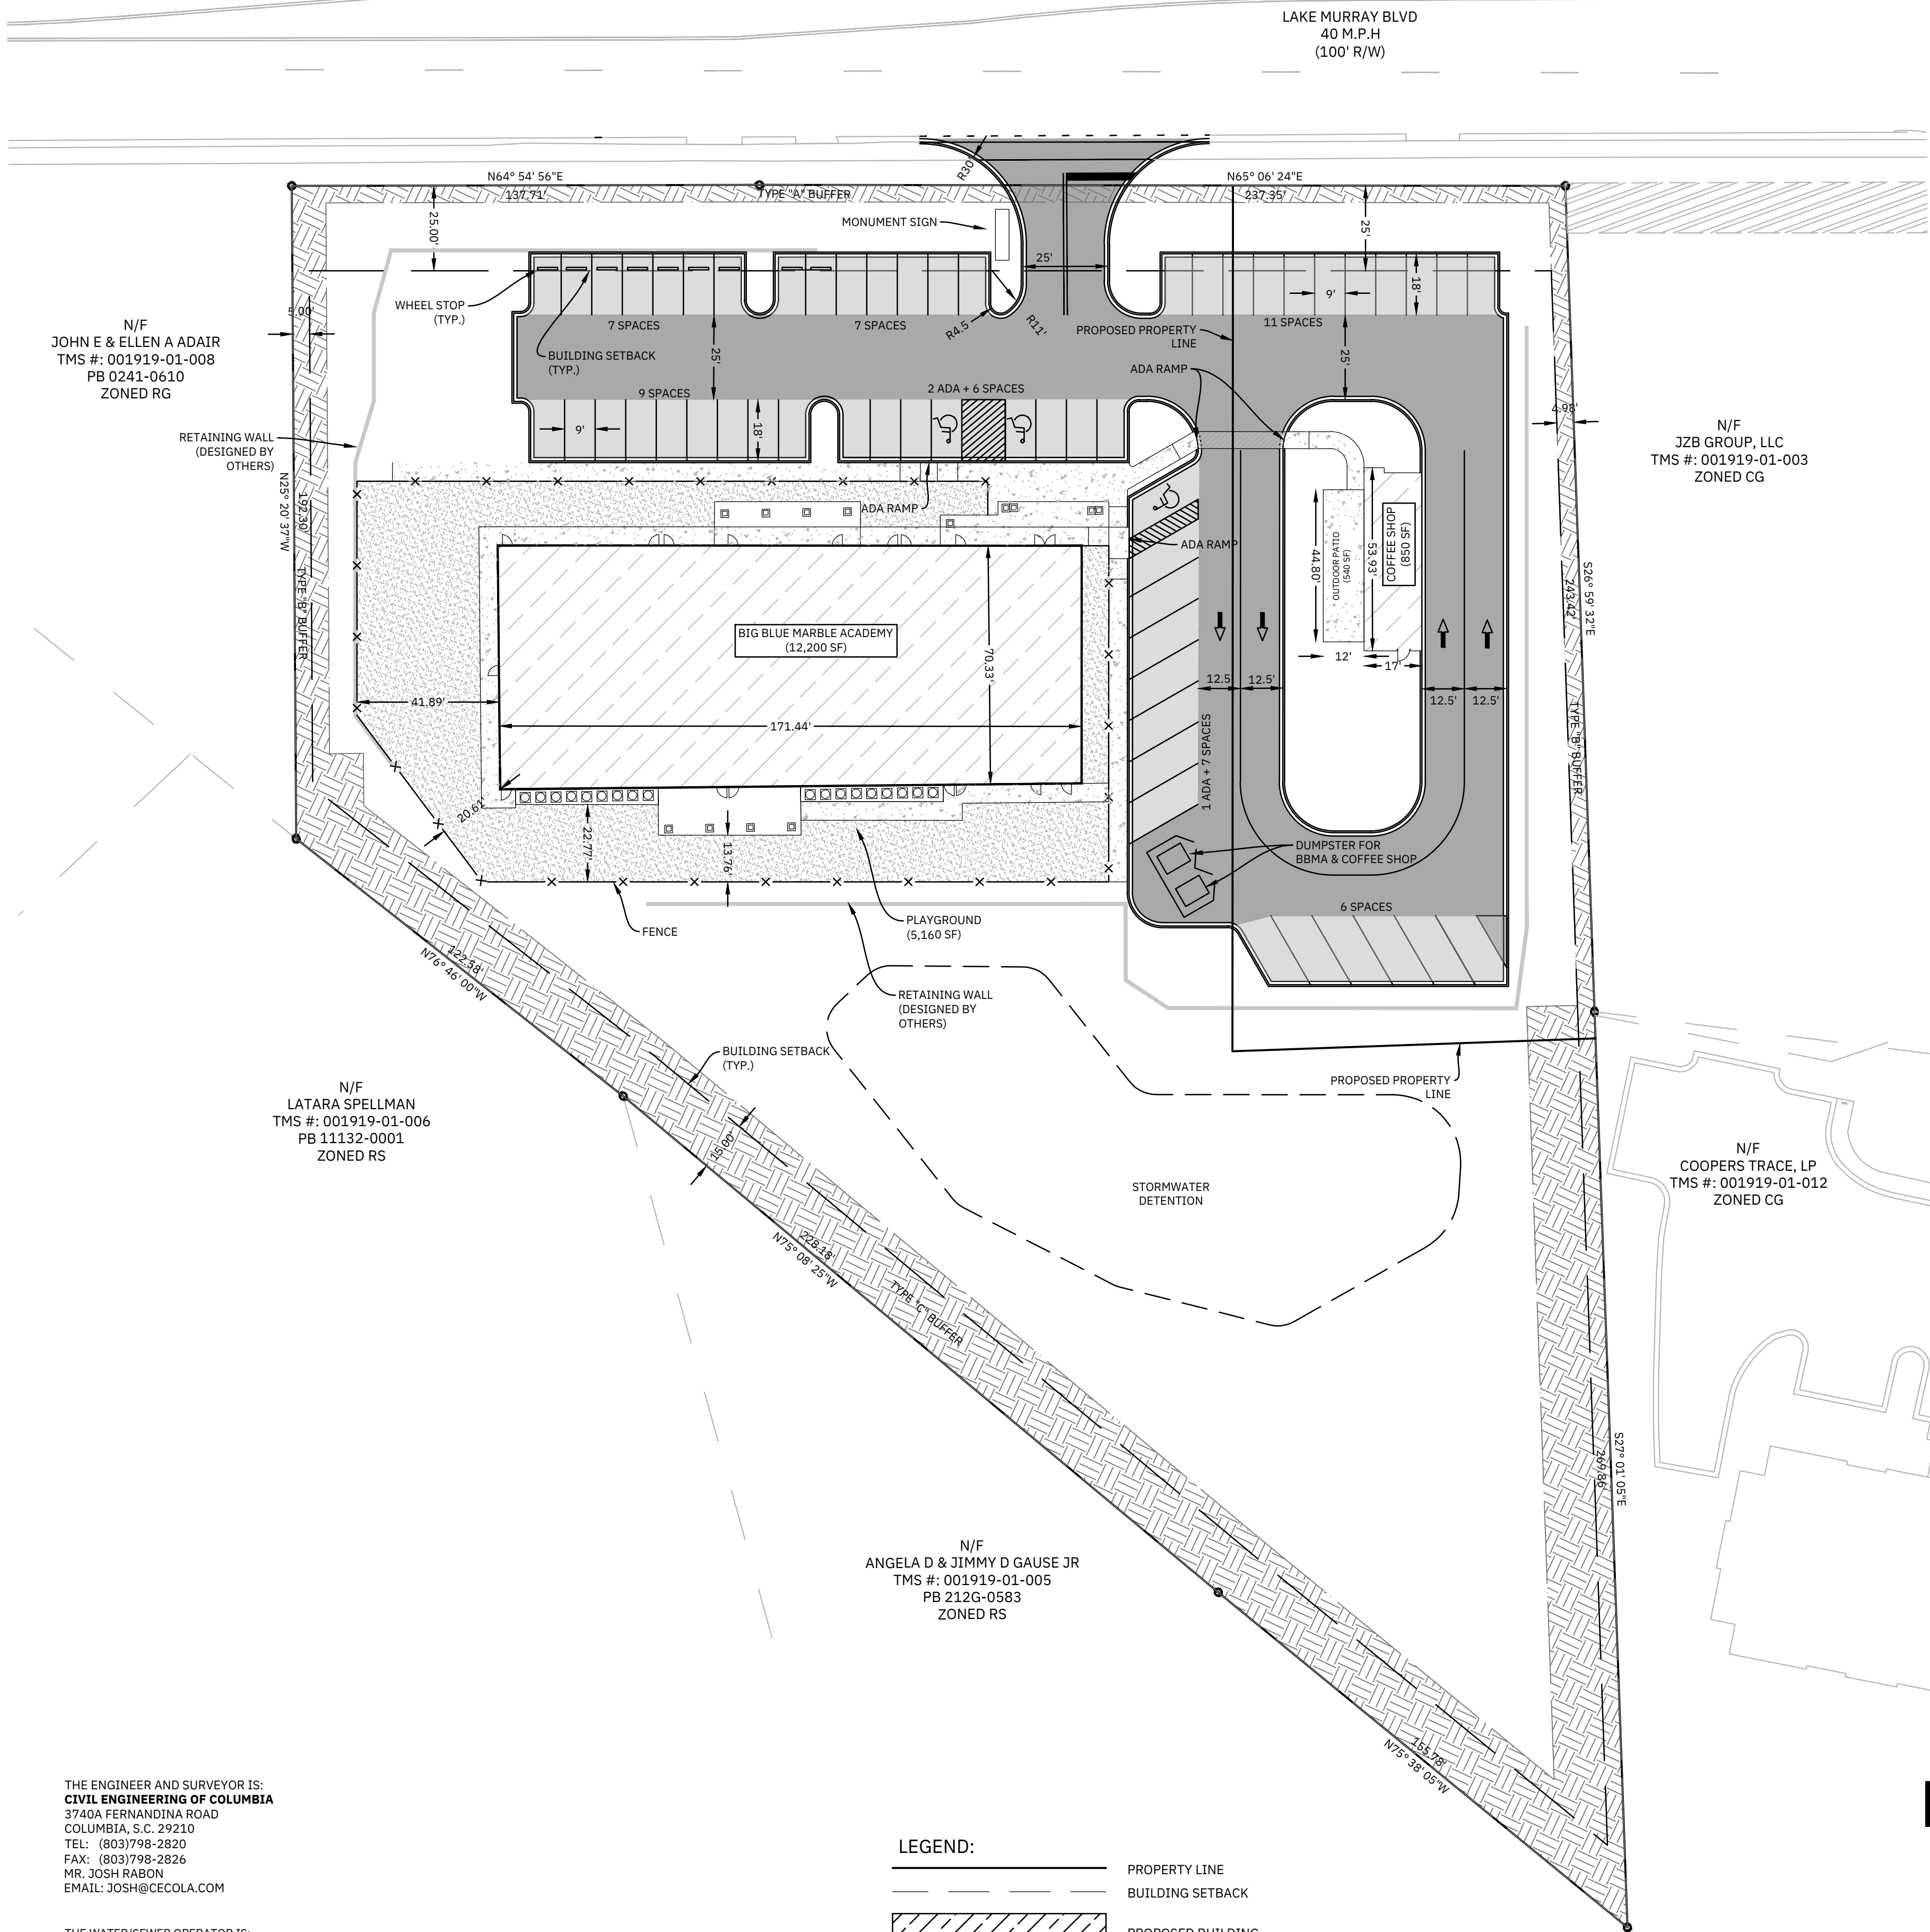 LAKE MURRAY BLVD
40 M.P.H
(100' R/W)
N64° 54' 56"E
137.71'
TYPE "A" BUFFER
R30'
N65° 06' 24"E
237.35'
MONUMENT SIGN
25.00'
25'
25'
WHEEL STOP
(TYP.)
5.00'
9'
18'
7 SPACES
7 SPACES
R4.5
R11'
11 SPACES
PROPOSED PROPERTY
LINE
BUILDING SETBACK
(TYP.)
25'
25'
ADA RAMP
N/F
JOHN E & ELLEN A ADAIR
TMS #: 001919-01-008
PB 0241-0610
ZONED RG
9 SPACES
2 ADA + 6 SPACES
9'
18'
4.98'
RETAINING WALL
(DESIGNED BY
OTHERS)
N/F
JZB GROUP, LLC
TMS #: 001919-01-003
ZONED CG
N25° 20' 37"W
192.30'
TYPE "B" BUFFER
ADA RAMP
ADA RAMP
44.80'
OUTDOOR PATIO
(540 SF)
53.93'
COFFEE SHOP
(850 SF)
S26° 59' 32"E
243.42'
TYPE "B" BUFFER
BIG BLUE MARBLE ACADEMY
(12,200 SF)
70.33'
12'
17'
41.89'
171.44'
12.5'
12.5'
12.5'
12.5'
1 ADA + 7 SPACES
20.61'
22.77'
13.76'
DUMPSTER FOR
BBMA & COFFEE SHOP
6 SPACES
FENCE
PLAYGROUND
(5,160 SF)
122.58'
N76° 46' 00"W
RETAINING WALL
(DESIGNED BY
OTHERS)
BUILDING SETBACK
(TYP.)
PROPOSED PROPERTY
LINE
N/F
LATARA SPELLMAN
TMS #: 001919-01-006
PB 11132-0001
ZONED RS
15.00'
STORMWATER
DETENTION
N/F
COOPERS TRACE, LP
TMS #: 001919-01-012
ZONED CG
228.18'
N75° 08' 25"W
TYPE "C" BUFFER
S27° 01' 05"E
269.86
N/F
ANGELA D & JIMMY D GAUSE JR
TMS #: 001919-01-005
PB 212G-0583
ZONED RS
155.78'
N75° 38' 05"W
THE ENGINEER AND SURVEYOR IS:
CIVIL ENGINEERING OF COLUMBIA
3740A FERNANDINA ROAD
COLUMBIA, S.C. 29210
TEL: (803)798-2820
FAX: (803)798-2826
MR. JOSH RABON
EMAIL: JOSH@CECOLA.COM
THE WATER/SEWER OPERATOR IS:
LEGEND:
PROPERTY LINE
BUILDING SETBACK
PROPOSED BUILDING